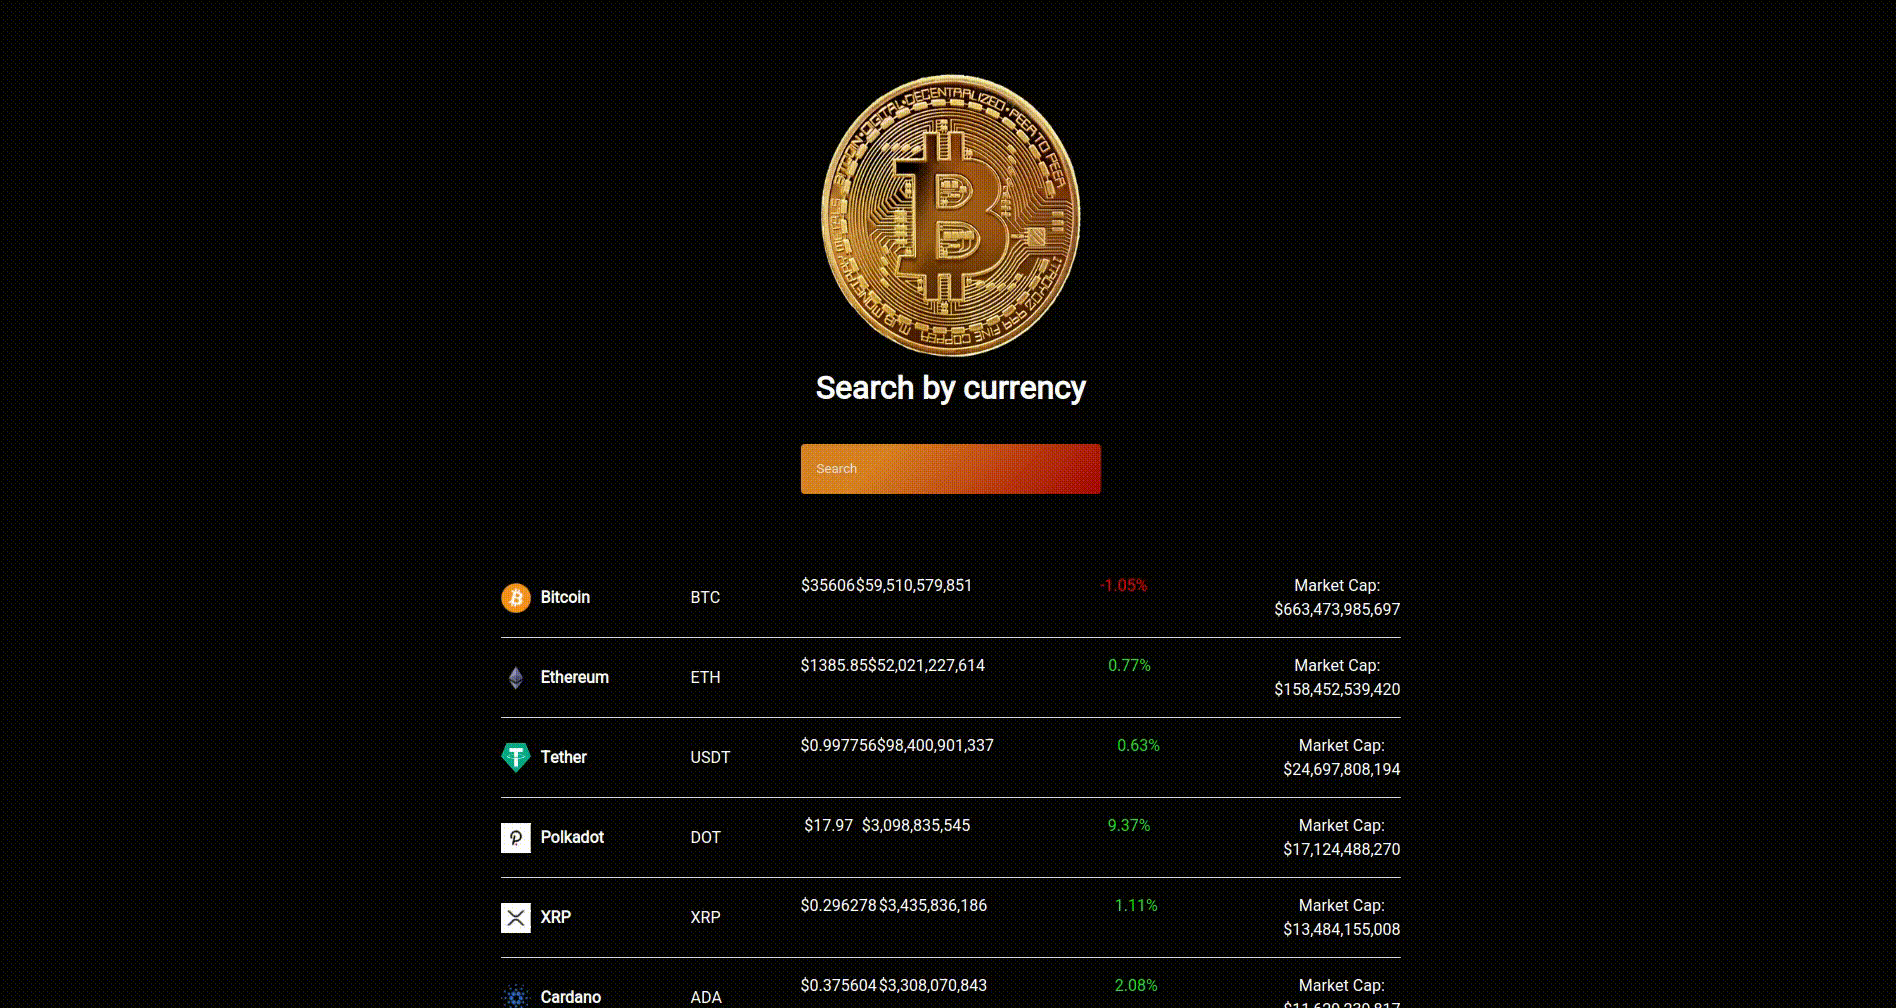 BITCOIN • DIGITAL • DECENTRALIZED • PEER TO PEER
Search by currency
Search
Bitcoin BTC $35606 $59,510,579,851 -1.05% Market Cap:
$663,473,985,697
Ethereum ETH $1385.85 $52,021,227,614 0.77% Market Cap:
$158,452,539,420
Tether USDT $0.997756 $98,400,901,337 0.63% Market Cap:
$24,697,808,194
Polkadot DOT $17.97 $3,098,835,545 9.37% Market Cap:
$17,124,488,270
XRP XRP $0.296278 $3,435,836,186 1.11% Market Cap:
$13,484,155,008
Cardano ADA $0.375604 $3,308,070,843 2.08% Market Cap: